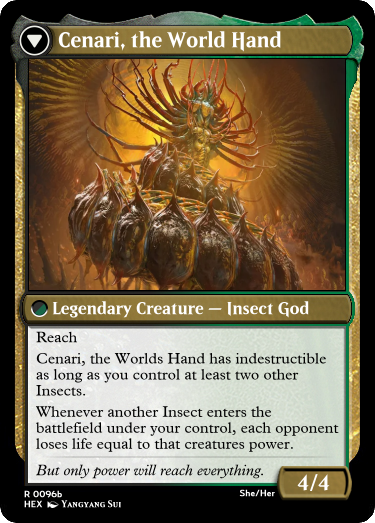 Cenari, the World Hand
Legendary Creature — Insect God
Reach
Cenari, the Worlds Hand has indestructible
as long as you control at least two other
Insects.
Whenever another Insect enters the
battlefield under your control, each opponent
loses life equal to that creatures power.
But only power will reach everything.
4/4
R 0096b
She/Her
HEX Yangyang Sui